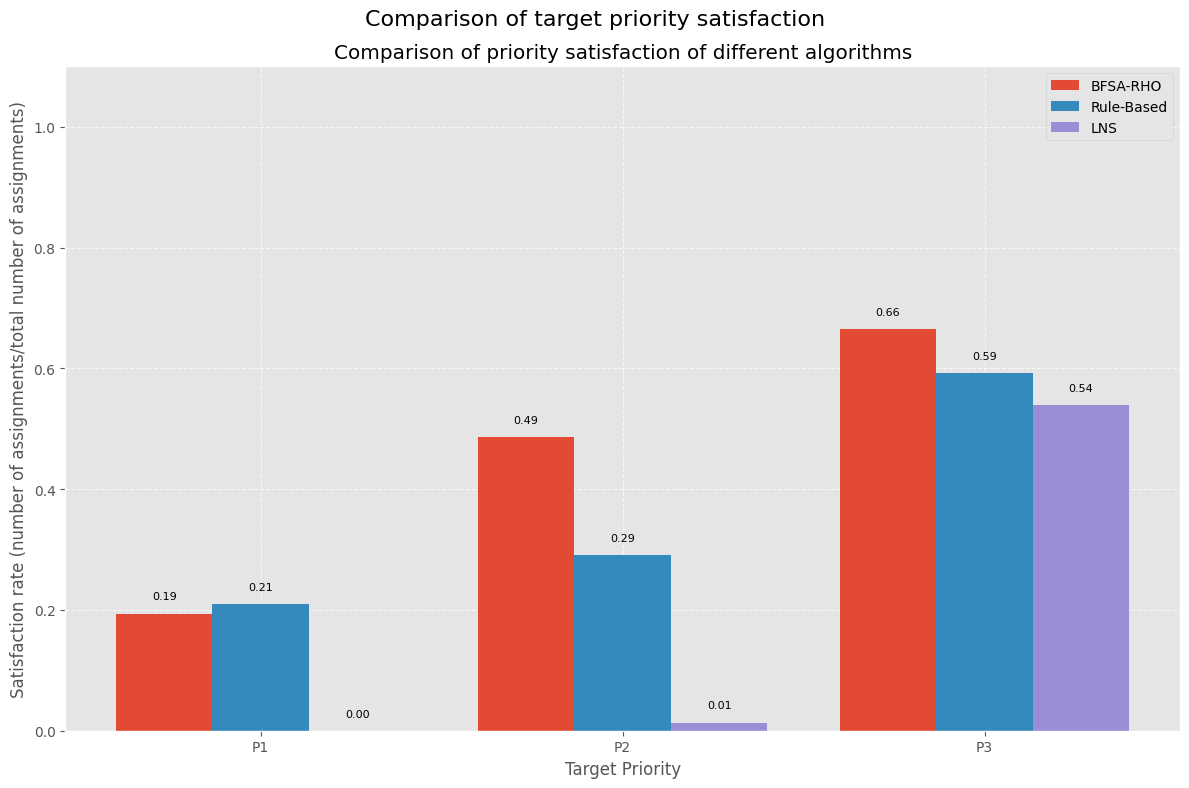 Comparison of target priority satisfaction
Comparison of priority satisfaction of different algorithms
Satisfaction rate (number of assignments/total number of assignments)
1.0
0.8
0.6
0.4
0.2
0.0
BFSA-RHO
Rule-Based
LNS
0.19
0.21
0.00
0.49
0.29
0.01
0.66
0.59
0.54
P1
P2
P3
Target Priority